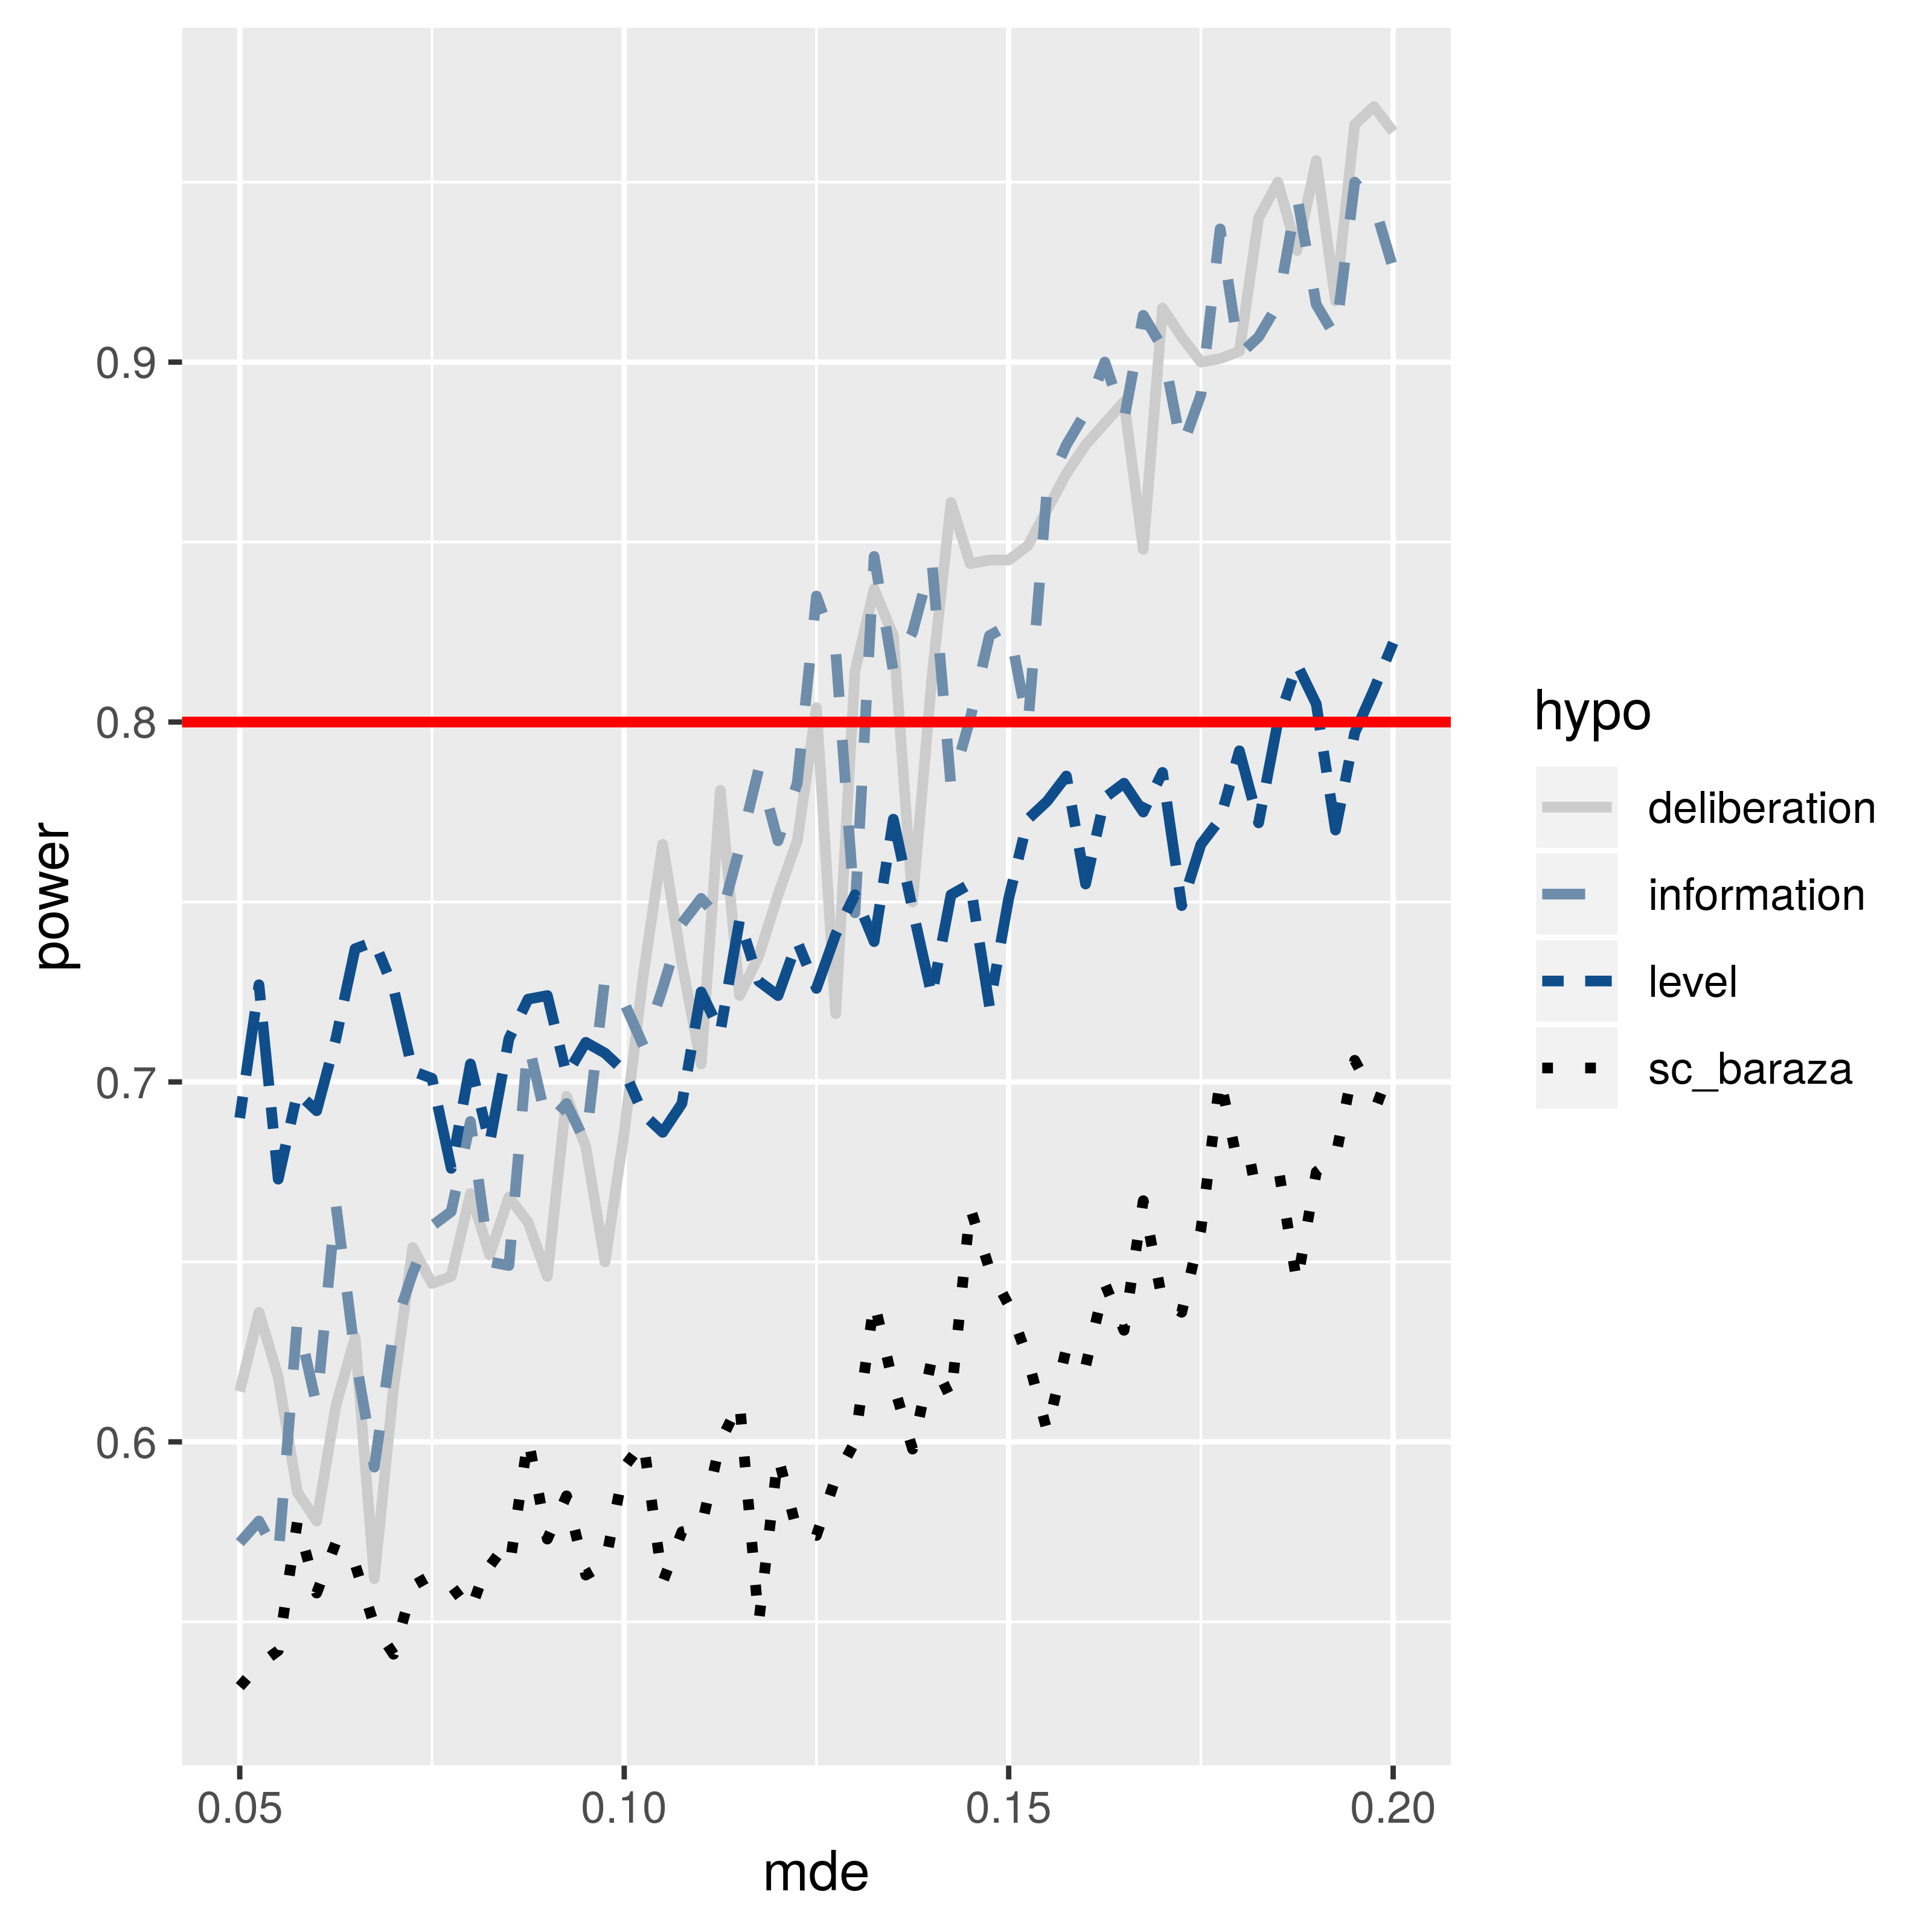 0.9
0.8
0.7
0.6
power
0.05 0.10 0.15 0.20
mde
hypo
deliberation
information
level
sc_baraza